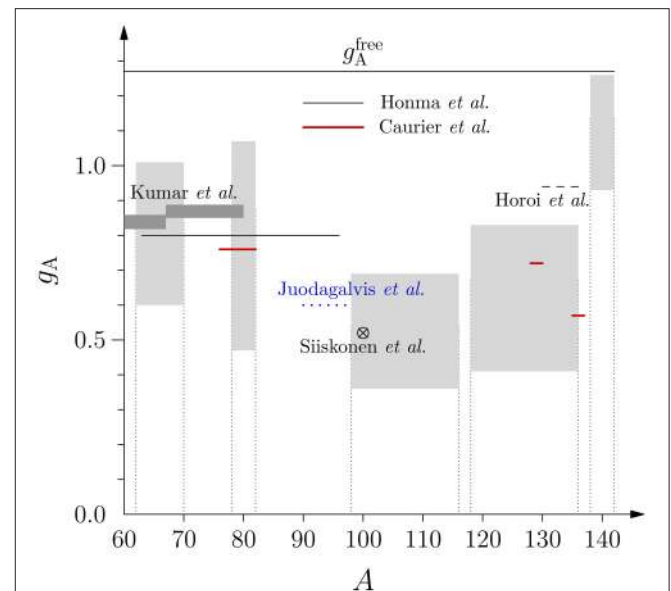 g_A^free
Honma et al.
Caurier et al.
1.0
Kumar et al.
Horoi et al.
g_A
Juodagalvis et al.
0.5
Siiskonen et al.
0.0
60 70 80 90 100 110 120 130 140
A